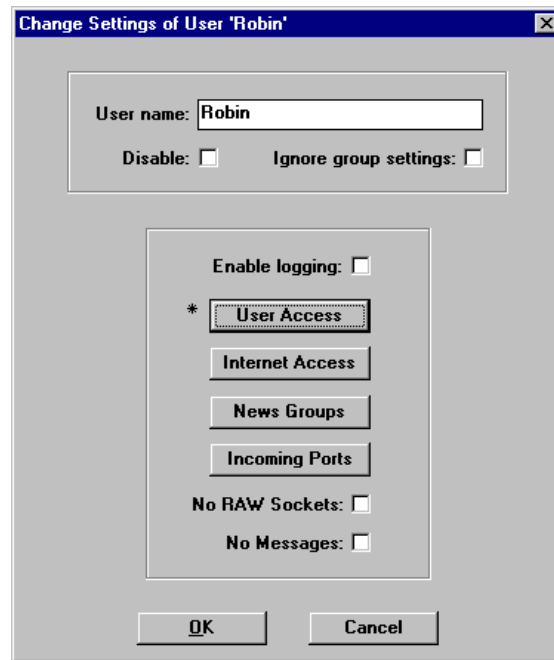 Change Settings of User 'Robin'
User name: Robin
Disable: Ignore group settings:
Enable logging:
* User Access
Internet Access
News Groups
Incoming Ports
No RAW Sockets:
No Messages:
OK Cancel